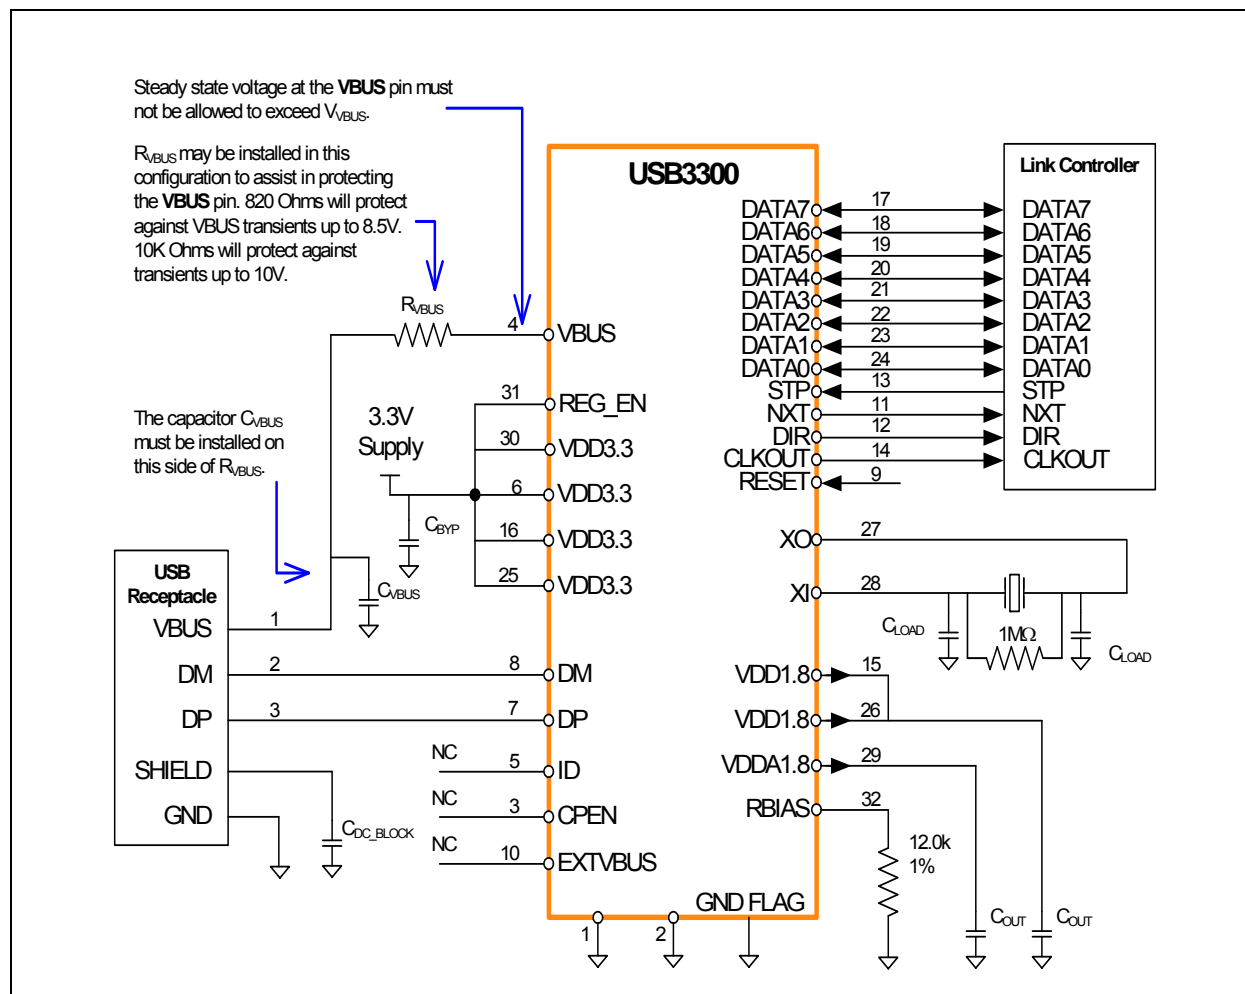 Steady state voltage at the VBUS pin must
not be allowed to exceed VVBUS.
RVBUS may be installed in this
configuration to assist in protecting
the VBUS pin. 820 Ohms will protect
against VBUS transients up to 8.5V.
10K Ohms will protect against
transients up to 10V.
RVBUS
4
VBUS
USB3300
Link Controller
DATA7
17
DATA7
DATA6
18
DATA6
DATA5
19
DATA5
DATA4
20
DATA4
DATA3
21
DATA3
DATA2
22
DATA2
DATA1
23
DATA1
DATA0
24
DATA0
STP
13
STP
NXT
11
NXT
DIR
12
DIR
CLKOUT
14
CLKOUT
RESET
9
The capacitor CVBUS
must be installed on
this side of RVBUS.
3.3V
Supply
31
REG_EN
30
VDD3.3
6
VDD3.3
16
VDD3.3
25
VDD3.3
CBYP
CVBUS
XO
27
XI
28
CLOAD
1MΩ
CLOAD
USB
Receptacle
VBUS
1
DM
2
8
DM
DP
3
7
DP
SHIELD
GND
CDC_BLOCK
NC
5
ID
NC
3
CPEN
NC
10
EXTVBUS
VDD1.8
15
VDD1.8
26
VDDA1.8
29
RBIAS
32
12.0k
1%
COUT
COUT
GND FLAG
1
2